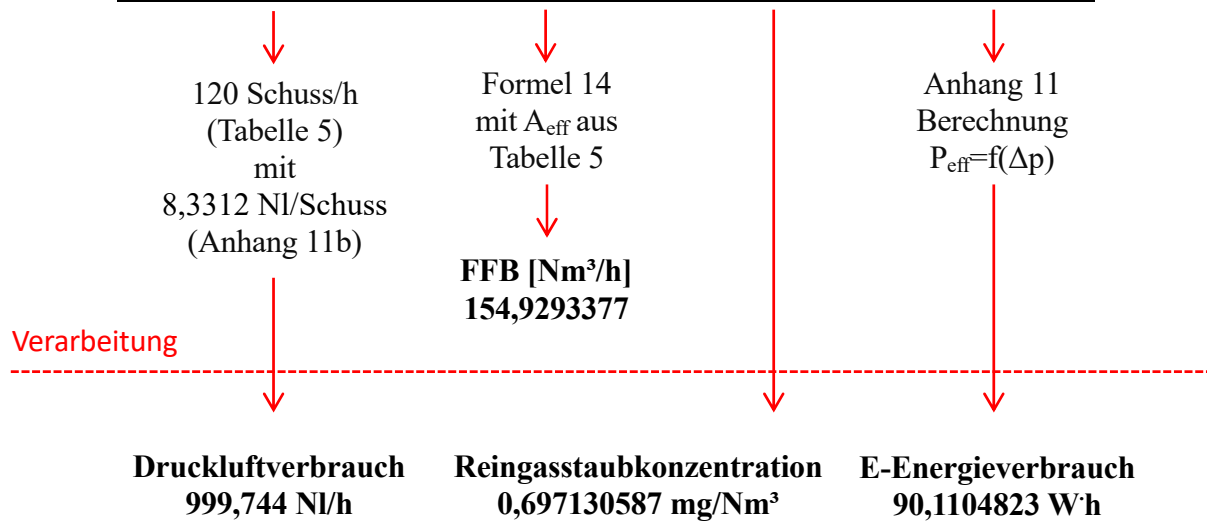 120 Schuss/h
(Tabelle 5)
mit
8,3312 Nl/Schuss
(Anhang 11b)
Formel 14
mit Aeff aus
Tabelle 5
FFB [Nm³/h]
154,9293377
Anhang 11
Berechnung
Peff=f(Δp)
Verarbeitung
Druckluftverbrauch
999,744 Nl/h
Reingasstaubkonzentration
0,697130587 mg/Nm³
E-Energieverbrauch
90,1104823 W·h